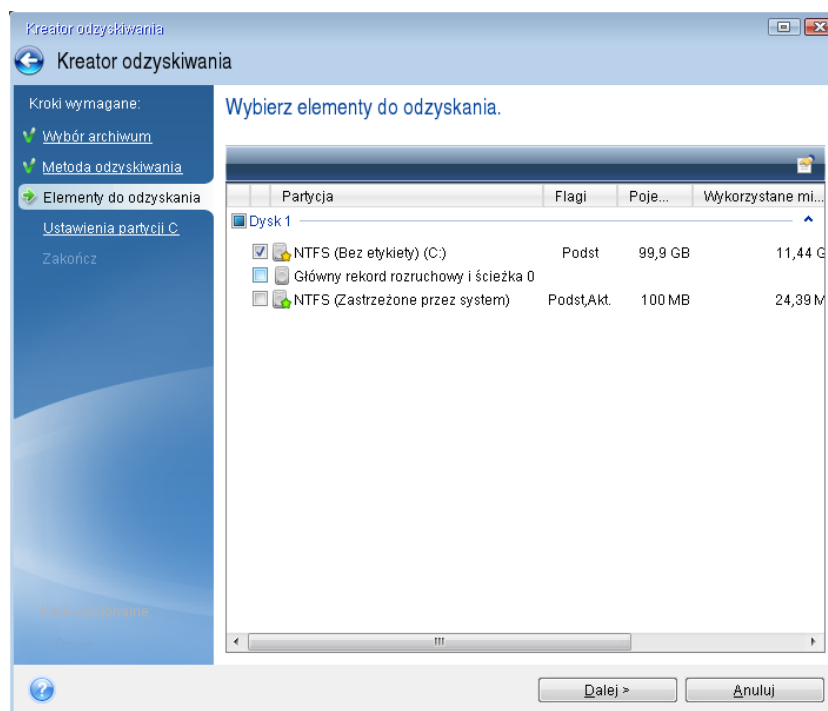 Kreator odzyskiwania
Kreator odzyskiwania
Kroki wymagane:
Wybór archiwum
Metoda odzyskiwania
Elementy do odzyskania
Ustawienia partycji C
Zakończ
Wybierz elementy do odzyskania.
Partycja Flagi Poje... Wykorzystane mi...
Dysk 1
NTFS (Bez etykiety) (C:) Podst 99,9 GB 11,44 G
Główny rekord rozruchowy i ścieżka 0
NTFS (Zastrzeżone przez system) Podst,Akt. 100 MB 24,39 M
Dalej >
Anuluj